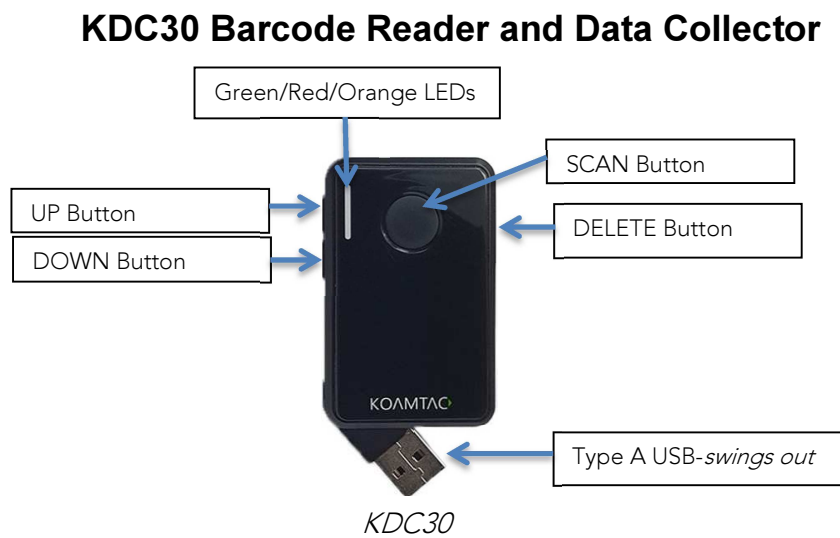 KDC30 Barcode Reader and Data Collector
Green/Red/Orange LEDs
SCAN Button
UP Button
DELETE Button
DOWN Button
KOAMTAC
Type A USB-swings out
KDC30